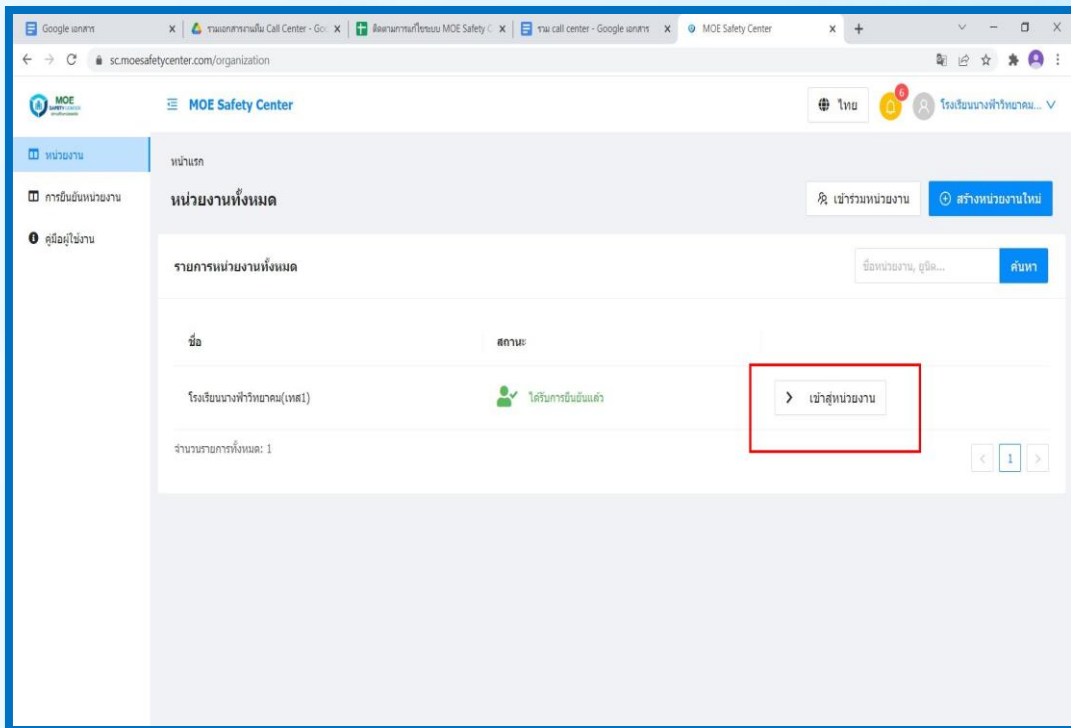 Google เอกสาร
รวมเอกสารงานใน Call Center - Goo
ติดตามการแก้ไขระบบ MOE Safety C
รวม call center - Google เอกสาร
MOE Safety Center
sc.moesafetycenter.com/organization
MOE
SAFETY CENTER
MOE Safety Center
ไทย
6
โรงเรียนนางฟ้าวิทยาคม...
หน่วยงาน
การยืนยันหน่วยงาน
คู่มือผู้ใช้งาน
หน้าแรก
หน่วยงานทั้งหมด
เข้าร่วมหน่วยงาน
สร้างหน่วยงานใหม่
รายการหน่วยงานทั้งหมด
ชื่อหน่วยงาน, ยูนิค...
ค้นหา
ชื่อ
สถานะ
โรงเรียนนางฟ้าวิทยาคม(เทส1)
ได้รับการยืนยันแล้ว
เข้าสู่หน่วยงาน
จำนวนรายการทั้งหมด: 1
1